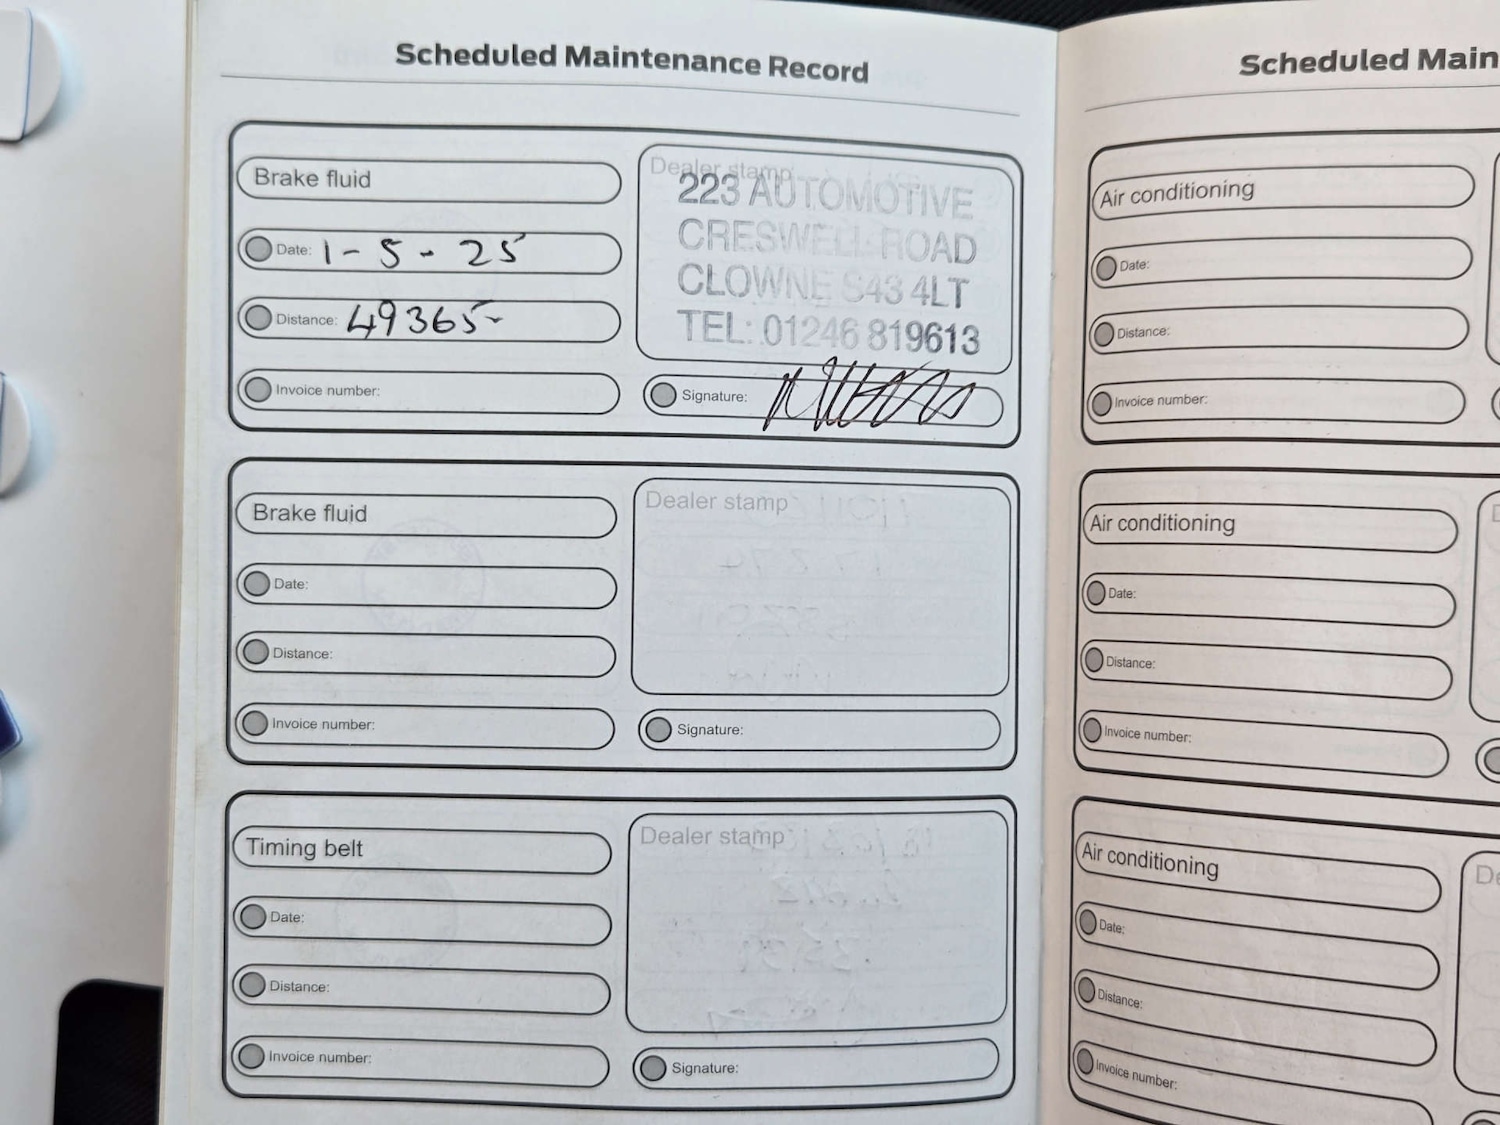 Scheduled Maintenance Record
Brake fluid
Date: 1-5-25
Distance: 49365
Invoice number:
Dealer stamp
223 AUTOMOTIVE
CRESWELL ROAD
CLOWNE S43 4LT
TEL: 01246 819613
Signature:
Brake fluid
Date:
Distance:
Invoice number:
Dealer stamp
Signature:
Timing belt
Date:
Distance:
Invoice number:
Dealer stamp
Signature:
Scheduled Main
Air conditioning
Date:
Distance:
Invoice number:
Air conditioning
Date:
Distance:
Invoice number:
Air conditioning
Date:
Distance:
Invoice number: